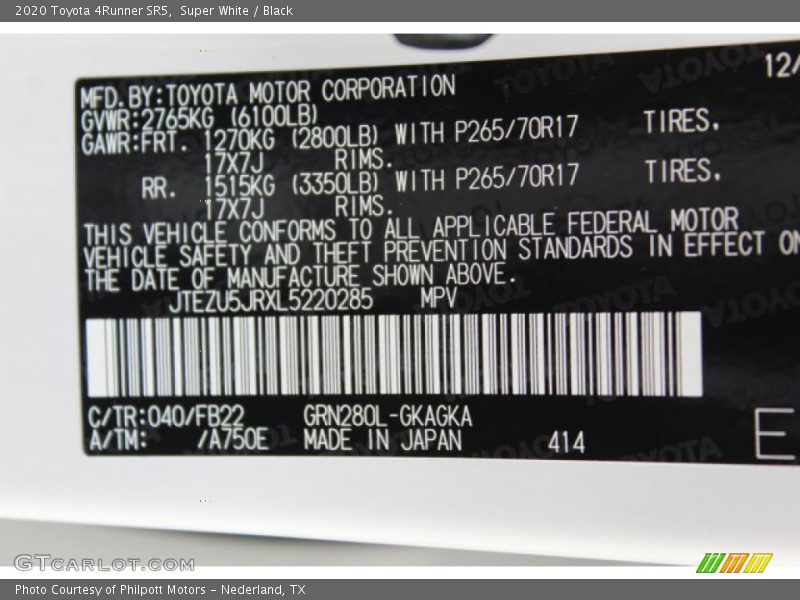 2020 Toyota 4Runner SR5, Super White / Black
12/
MFD.BY:TOYOTA MOTOR CORPORATION
GVWR:2765KG (6100LB)
GAWR:FRT. 1270KG (2800LB) WITH P265/70R17 TIRES.
17X7J RIMS.
RR. 1515KG (3350LB) WITH P265/70R17 TIRES.
17X7J RIMS.
THIS VEHICLE CONFORMS TO ALL APPLICABLE FEDERAL MOTOR
VEHICLE SAFETY AND THEFT PREVENTION STANDARDS IN EFFECT ON
THE DATE OF MANUFACTURE SHOWN ABOVE.
JTEZU5JRXL5220285 MPV
C/TR:040/FB22 GRN280L-GKAGKA
A/TM: /A750E MADE IN JAPAN 414
E
GTCARLOT.COM
Photo Courtesy of Philpott Motors - Nederland, TX